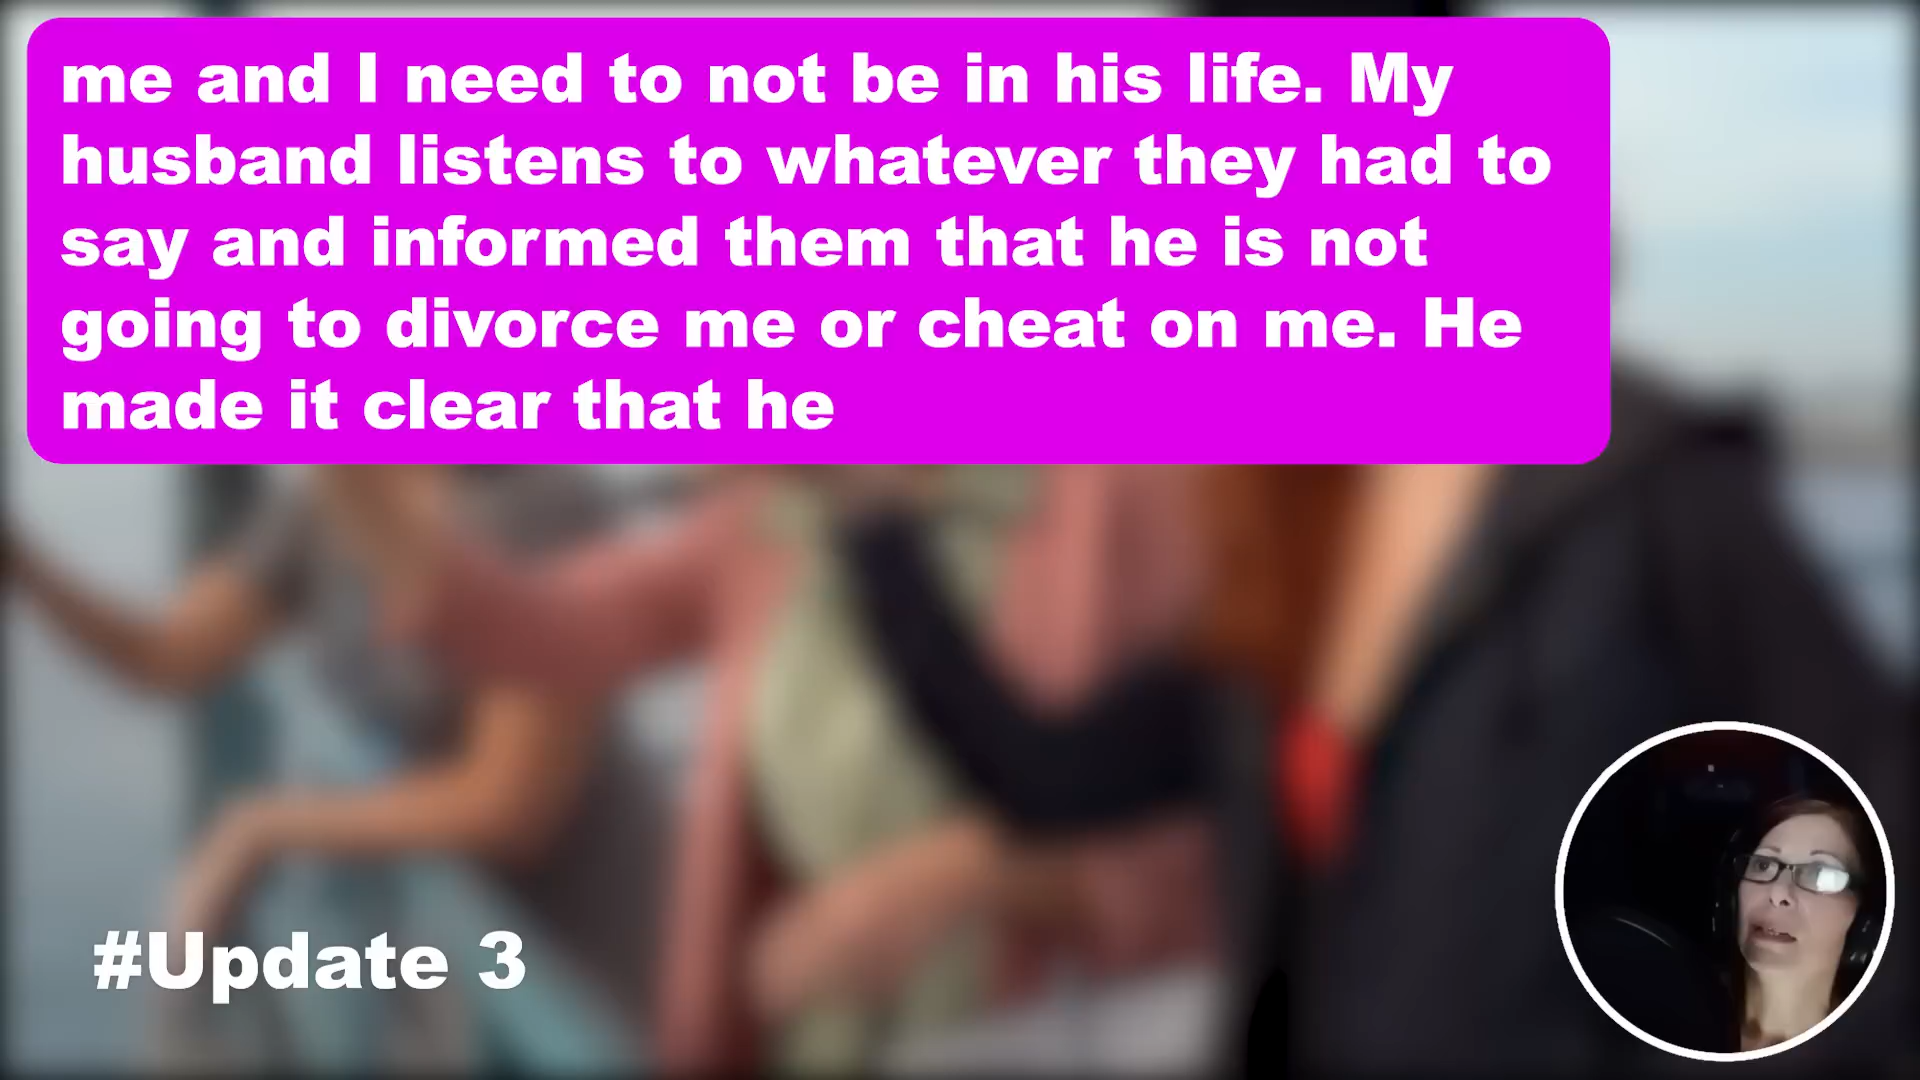 me and I need to not be in his life. My
husband listens to whatever they had to
say and informed them that he is not
going to divorce me or cheat on me. He
made it clear that he
#Update 3